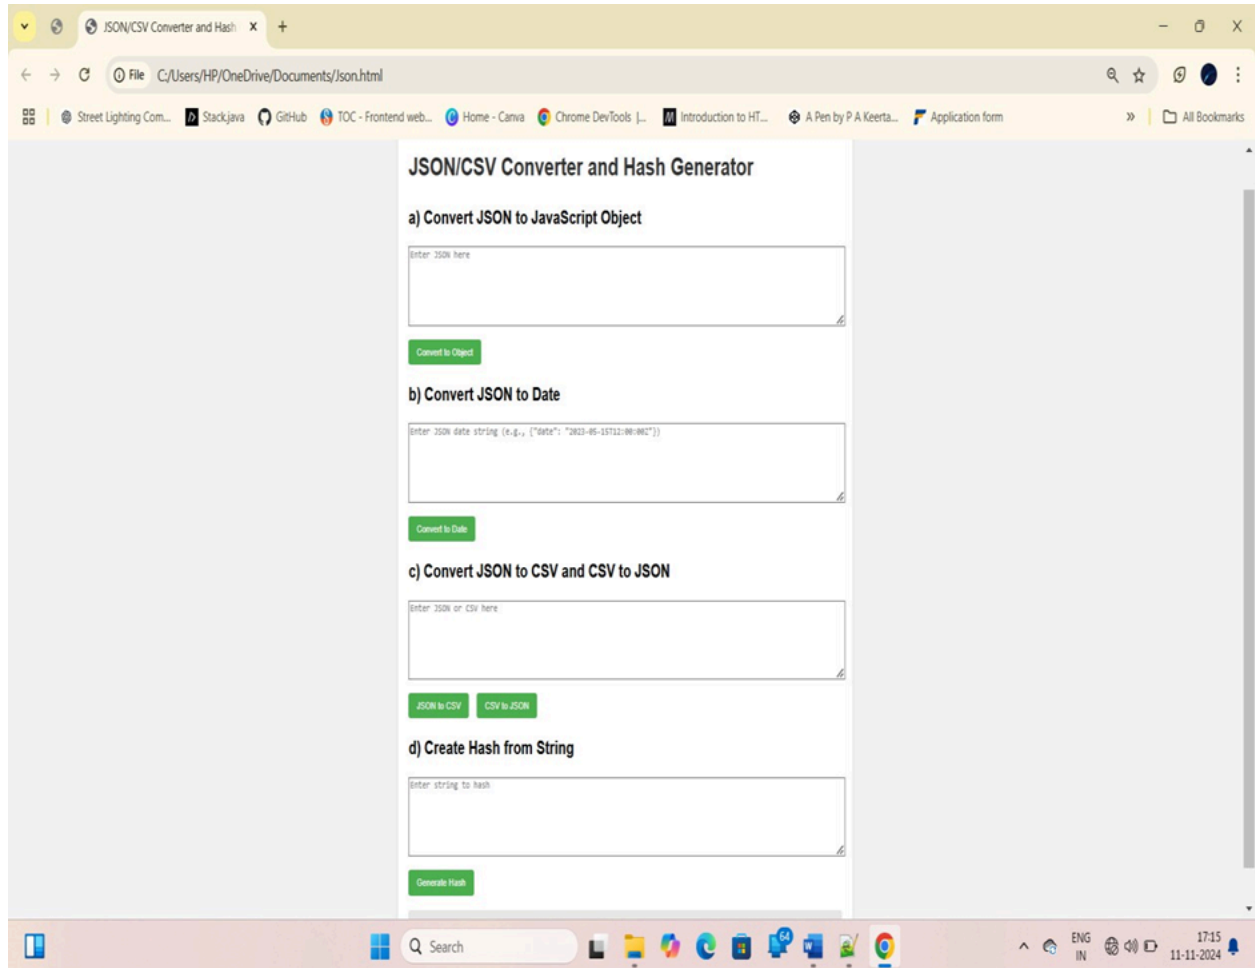 JSON/CSV Converter and Hash
File C:/Users/HP/OneDrive/Documents/Json.html
Street Lighting Com... Stack.java GitHub TOC - Frontend web... Home - Canva Chrome DevTools |... Introduction to HT... A Pen by P A Keerta... Application form All Bookmarks
JSON/CSV Converter and Hash Generator
a) Convert JSON to JavaScript Object
Enter JSON here
Convert to Object
b) Convert JSON to Date
Enter JSON date string (e.g., {"date": "2023-05-15T12:00:00Z"})
Convert to Date
c) Convert JSON to CSV and CSV to JSON
Enter JSON or CSV here
JSON to CSV CSV to JSON
d) Create Hash from String
Enter string to hash
Generate Hash
Search 64 ENG 17:15
IN 11-11-2024